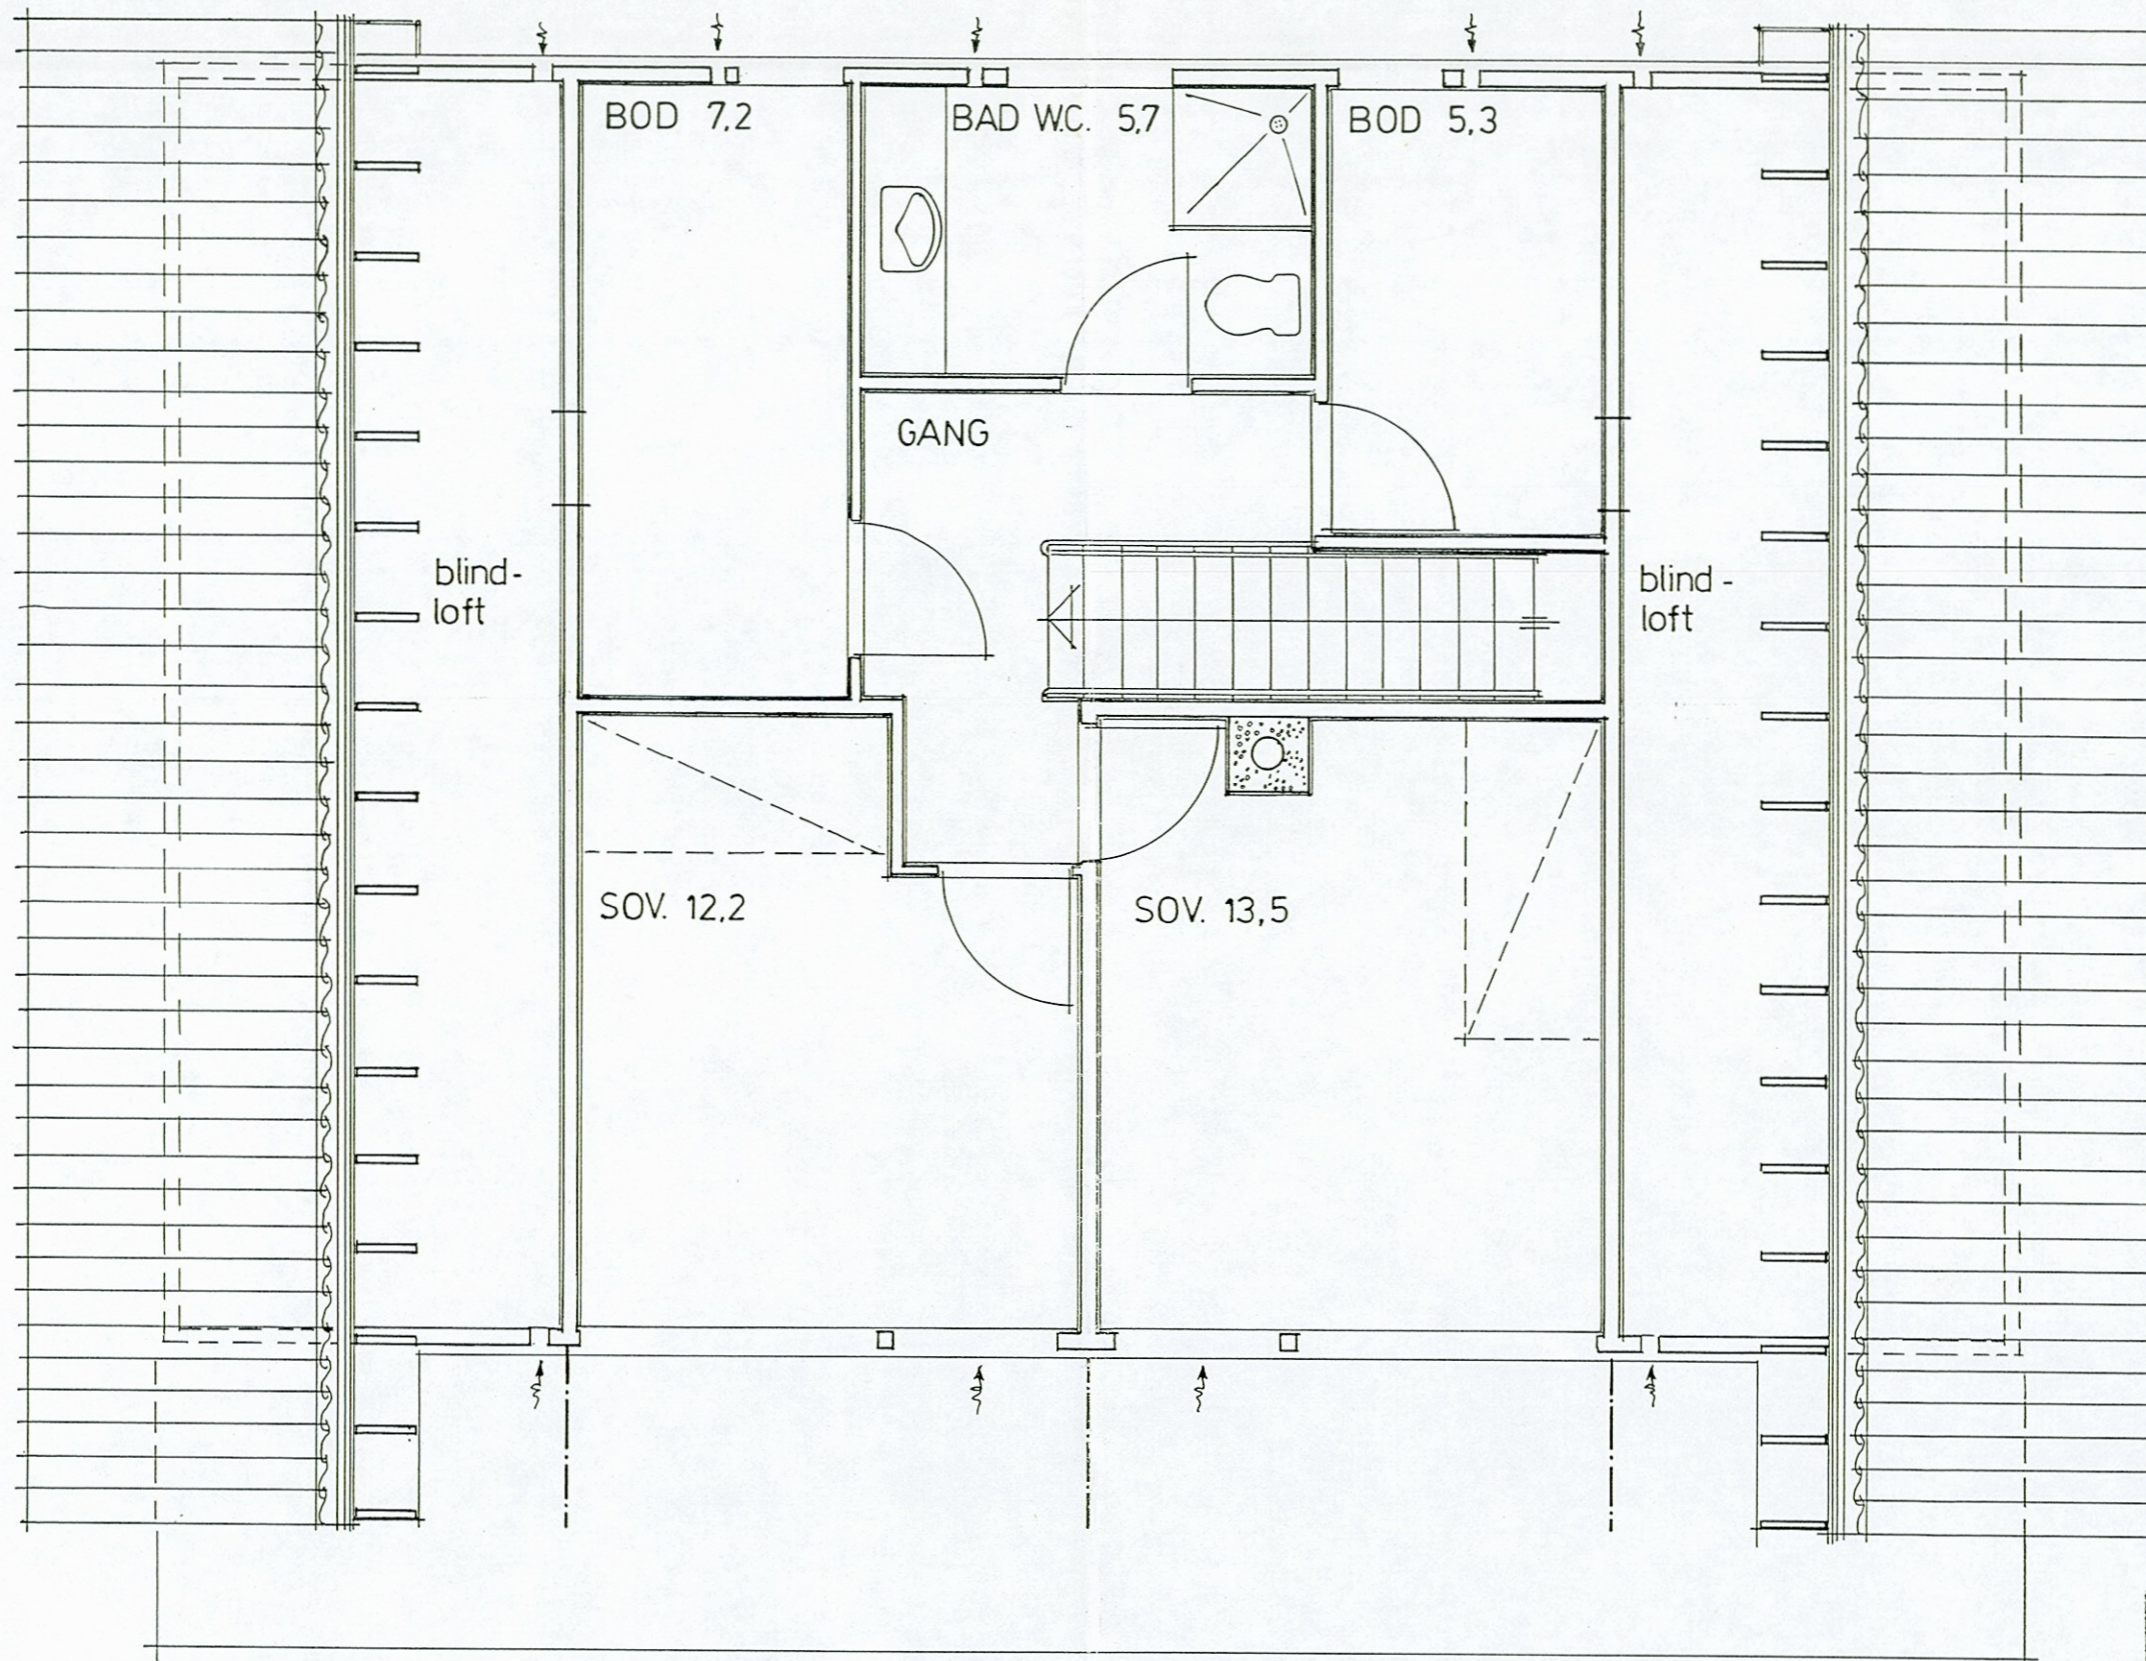 BOD 7,2
BAD W.C. 5,7
BOD 5,3
GANG
blind-
loft
blind-
loft
SOV. 12,2
SOV. 13,5